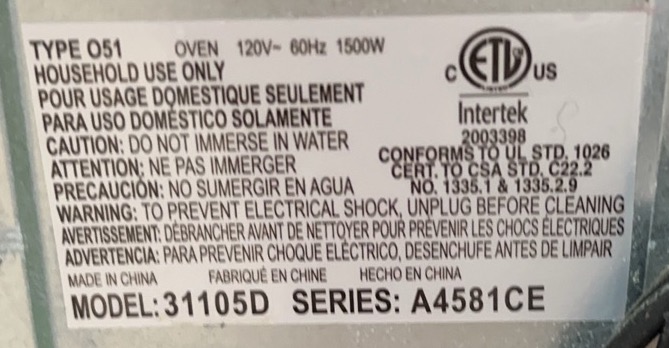 TYPE O51 OVEN 120V~ 60Hz 1500W
HOUSEHOLD USE ONLY
POUR USAGE DOMESTIQUE SEULEMENT
PARA USO DOMÉSTICO SOLAMENTE
CAUTION: DO NOT IMMERSE IN WATER
ATTENTION: NE PAS IMMERGER
PRECAUCIÓN: NO SUMERGIR EN AGUA
C ETL US
Intertek
2003398
CONFORMS TO UL STD. 1026
CERT. TO CSA STD. C22.2
NO. 1335.1 & 1335.2.9
WARNING: TO PREVENT ELECTRICAL SHOCK, UNPLUG BEFORE CLEANING
AVERTISSEMENT: DÉBRANCHER AVANT DE NETTOYER POUR PRÉVENIR LES CHOCS ÉLECTRIQUES
ADVERTENCIA: PARA PREVENIR CHOQUE ELÉCTRICO, DESENCHUFE ANTES DE LIMPAIR
MADE IN CHINA FABRIQUÉ EN CHINE HECHO EN CHINA
MODEL: 31105D SERIES: A4581CE